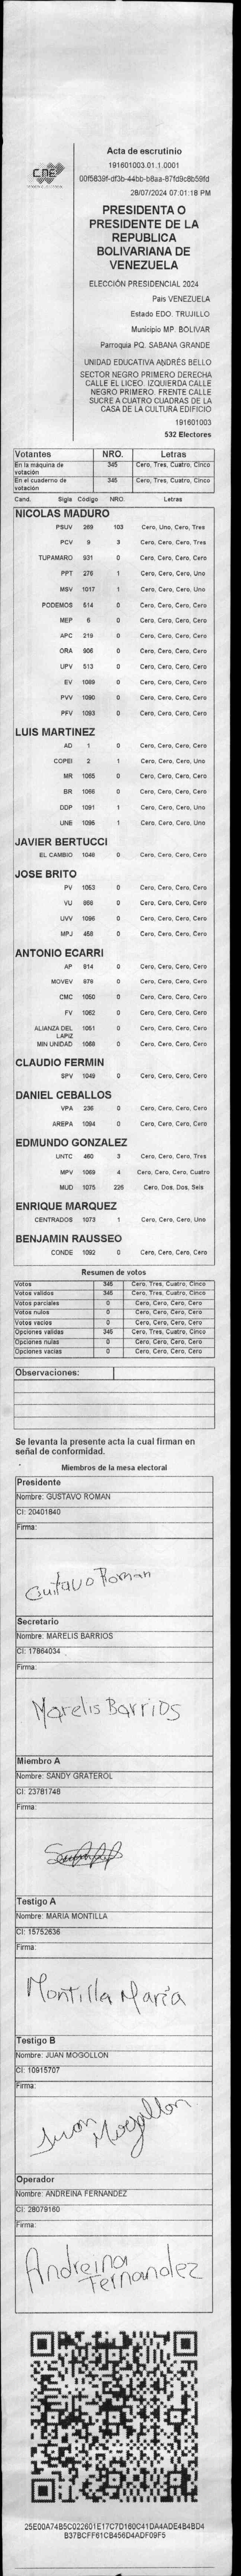 Acta de escrutinio
191601003.01.1.0001
CNE
28/07/2024 07:01:18 PM
PRESIDENTA O
PRESIDENTE DE LA
REPUBLICA
BOLIVARIANA DE
VENEZUELA
ELECCIÓN PRESIDENCIAL 2024
Pais VENEZUELA
Estado EDO. TRUJILLO
Municipio MP. BOLIVAR
Parroquia PQ. SABANA GRANDE
UNIDAD EDUCATIVA ANDRÉS BELLO
SECTOR NEGRO PRIMERO DERECHA
CALLE EL LICEO. IZQUIERDA CALLE
NEGRO PRIMERO. FRENTE CALLE
SUCRE A CUATRO CUADRAS DE LA
CASA DE LA CULTURA EDIFICIO
191601003
532 Electores
Votantes NRO. Letras
En la máquina de votación 345 Cero, Tres, Cuatro, Cinco
En el cuaderno de votación 345 Cero, Tres, Cuatro, Cinco
Cand. Sigla Código NRO. Letras
NICOLAS MADURO
PSUV 269 103 Cero, Uno, Cero, Tres
PCV 9 3 Cero, Cero, Cero, Tres
TUPAMARO 931 0 Cero, Cero, Cero, Cero
PPT 276 1 Cero, Cero, Cero, Uno
MSV 1017 1 Cero, Cero, Cero, Uno
PODEMOS 514 0 Cero, Cero, Cero, Cero
MEP 6 0 Cero, Cero, Cero, Cero
APC 219 0 Cero, Cero, Cero, Cero
ORA 906 0 Cero, Cero, Cero, Cero
UPV 513 0 Cero, Cero, Cero, Cero
EV 1089 0 Cero, Cero, Cero, Cero
PVV 1090 0 Cero, Cero, Cero, Cero
PFV 1093 0 Cero, Cero, Cero, Cero
LUIS MARTINEZ
AD 1 0 Cero, Cero, Cero, Cero
COPEI 2 1 Cero, Cero, Cero, Uno
MR 1065 0 Cero, Cero, Cero, Cero
BR 1066 0 Cero, Cero, Cero, Cero
DDP 1091 1 Cero, Cero, Cero, Uno
UNE 1095 1 Cero, Cero, Cero, Uno
JAVIER BERTUCCI
EL CAMBIO 1048 0 Cero, Cero, Cero, Cero
JOSE BRITO
PV 1053 0 Cero, Cero, Cero, Cero
VU 868 0 Cero, Cero, Cero, Cero
UVV 1096 0 Cero, Cero, Cero, Cero
MPJ 458 0 Cero, Cero, Cero, Cero
ANTONIO ECARRI
AP 814 0 Cero, Cero, Cero, Cero
MOVEV 978 0 Cero, Cero, Cero, Cero
CMC 1050 0 Cero, Cero, Cero, Cero
FV 1062 0 Cero, Cero, Cero, Cero
ALIANZA DEL LAPIZ 1051 0 Cero, Cero, Cero, Cero
MIN UNIDAD 1068 0 Cero, Cero, Cero, Cero
CLAUDIO FERMIN
SPV 1049 0 Cero, Cero, Cero, Cero
DANIEL CEBALLOS
VPA 236 0 Cero, Cero, Cero, Cero
AREPA 1094 0 Cero, Cero, Cero, Cero
EDMUNDO GONZALEZ
UNTC 460 3 Cero, Cero, Cero, Tres
MPV 1069 4 Cero, Cero, Cero, Cuatro
MUD 1075 226 Cero, Dos, Dos, Seis
ENRIQUE MARQUEZ
CENTRADOS 1073 1 Cero, Cero, Cero, Uno
BENJAMIN RAUSSEO
CONDE 1092 0 Cero, Cero, Cero, Cero
Resumen de votos
Votos 345 Cero, Tres, Cuatro, Cinco
Votos validos 345 Cero, Tres, Cuatro, Cinco
Votos parciales 0 Cero, Cero, Cero, Cero
Votos nulos 0 Cero, Cero, Cero, Cero
Votos vacios 0 Cero, Cero, Cero, Cero
Opciones validas 345 Cero, Tres, Cuatro, Cinco
Opciones nulas 0 Cero, Cero, Cero, Cero
Opciones vacias 0 Cero, Cero, Cero, Cero
Observaciones:
Se levanta la presente acta la cual firman en
señal de conformidad.
Miembros de la mesa electoral
Presidente
Nombre: GUSTAVO ROMAN
CI: 20401840
Firma:
Gustavo Roman
Secretario
Nombre: MARELIS BARRIOS
CI: 17864034
Firma:
Marelis Barrios
Miembro A
Nombre: SANDY GRATEROL
CI: 23781748
Firma:
Testigo A
Nombre: MARIA MONTILLA
CI: 15752636
Firma:
Montilla María
Testigo B
Nombre: JUAN MOGOLLON
CI: 10915707
Firma:
Juan Mogollon
Operador
Nombre: ANDREINA FERNANDEZ
CI: 28079160
Firma:
Andreina
Fernandez
25E00A74B5C022601E17C7D160C41DA4ADE4B4BD4
B37BCFF61CB456D4ADF09F5